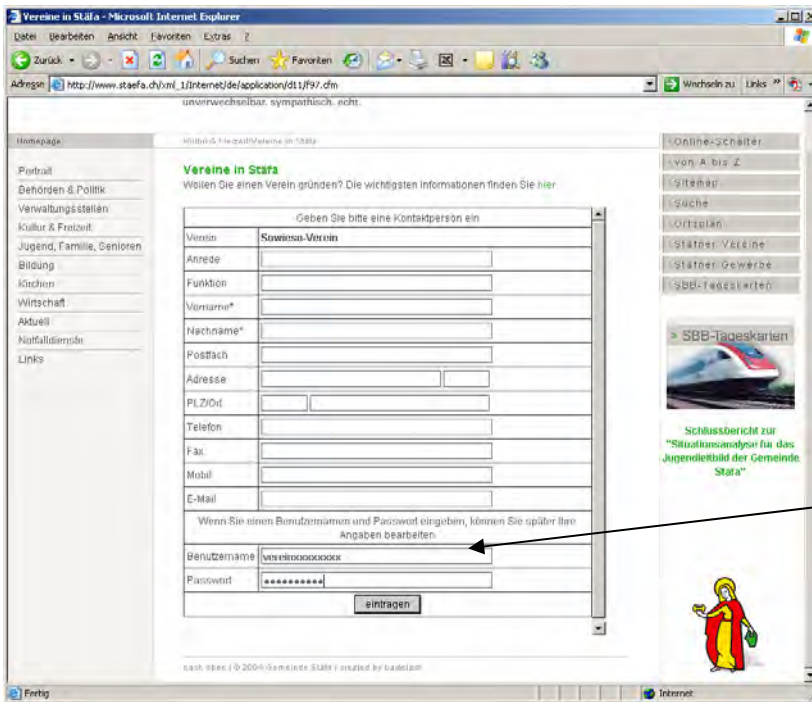 Vereine in Stäfa - Microsoft Internet Explorer
Datei Bearbeiten Ansicht Favoriten Extras ?
Zurück Suchen Favoriten
Adresse http://www.staefa.ch/xml_1/internet/de/application/d11/f97.cfm Wechseln zu Links »
unverwechselbar. sympathisch. echt.
Homepage
Kultur & Freizeit/Vereine in Stäfa
Portrait
Behörden & Politik
Verwaltungsstellen
Kultur & Freizeit
Jugend, Familie, Senioren
Bildung
Kirchen
Wirtschaft
Aktuell
Notfalldienste
Links
Vereine in Stäfa
Wollen Sie einen Verein gründen? Die wichtigsten Informationen finden Sie hier
Geben Sie bitte eine Kontaktperson ein
Verein Sowieso-Verein
Anrede
Funktion
Vorname*
Nachname*
Postfach
Adresse
PLZ/Ort
Telefon
Fax
Mobil
E-Mail
Wenn Sie einen Benutzernamen und Passwort eingeben, können Sie später Ihre
Angaben bearbeiten
Benutzername vereinxxxxxxxx
Passwort ••••••••••
eintragen
nach oben | © 2004 Gemeinde Stäfa | created by
Online-Schalter
von A bis Z
Sitemap
Suche
Ortsplan
Stäfner Vereine
Stäfner Gewerbe
SBB-Tageskarten
> SBB-Tageskarten
Schlussbericht zur
"Situationsanalyse für das
Jugendleitbild der Gemeinde
Stäfa"
Fertig
Internet